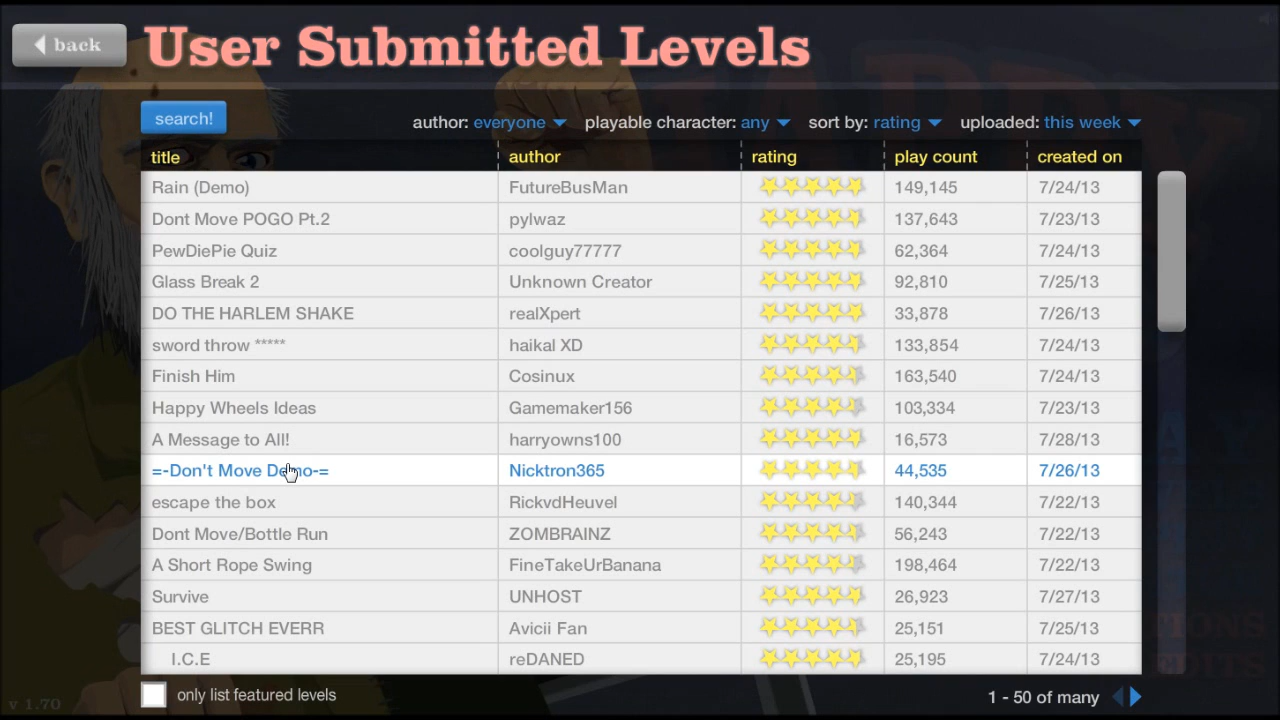 back
User Submitted Levels
search!
author: everyone playable character: any sort by: rating uploaded: this week
title author rating play count created on
Rain (Demo) FutureBusMan 149,145 7/24/13
Dont Move POGO Pt.2 pylwaz 137,643 7/23/13
PewDiePie Quiz coolguy77777 62,364 7/24/13
Glass Break 2 Unknown Creator 92,810 7/25/13
DO THE HARLEM SHAKE realXpert 33,878 7/26/13
sword throw ***** haikal XD 133,854 7/24/13
Finish Him Cosinux 163,540 7/24/13
Happy Wheels Ideas Gamemaker156 103,334 7/23/13
A Message to All! harryowns100 16,573 7/28/13
=-Don't Move Demo-= Nicktron365 44,535 7/26/13
escape the box RickvdHeuvel 140,344 7/22/13
Dont Move/Bottle Run ZOMBRAINZ 56,243 7/22/13
A Short Rope Swing FineTakeUrBanana 198,464 7/22/13
Survive UNHOST 26,923 7/27/13
BEST GLITCH EVERR Avicii Fan 25,151 7/25/13
I.C.E reDANED 25,195 7/24/13
only list featured levels 1 - 50 of many
v 1.70